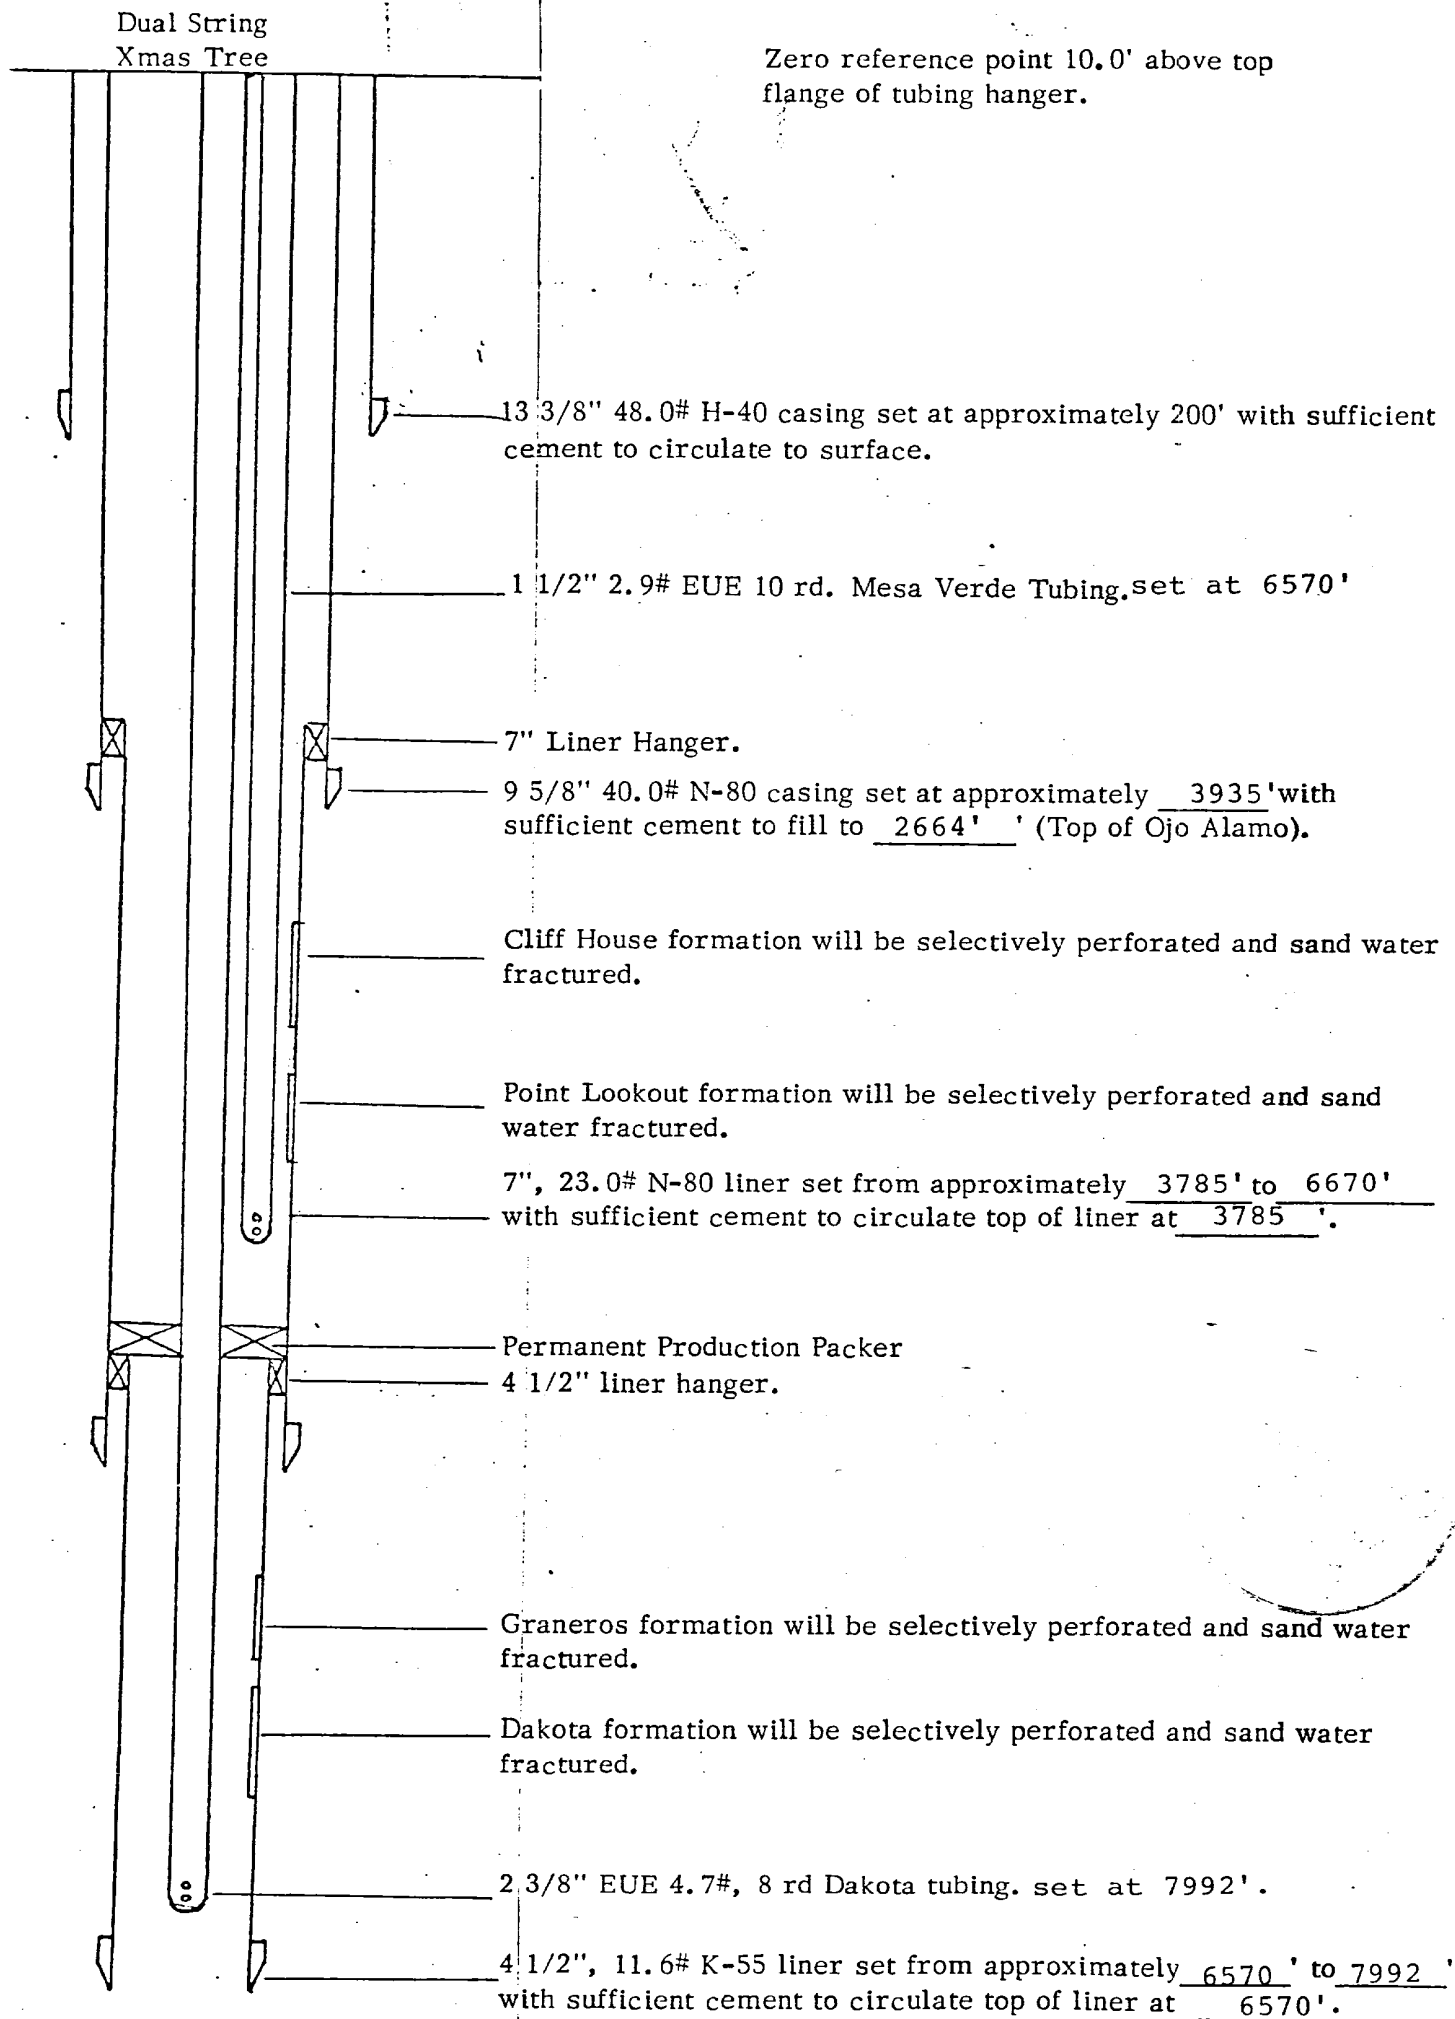 Dual String
Xmas Tree
Zero reference point 10.0' above top
flange of tubing hanger.
13 3/8" 48.0# H-40 casing set at approximately 200' with sufficient
cement to circulate to surface.
1 1/2" 2.9# EUE 10 rd. Mesa Verde Tubing.set at 6570'
7" Liner Hanger.
9 5/8" 40.0# N-80 casing set at approximately 3935'with
sufficient cement to fill to 2664' ' (Top of Ojo Alamo).
Cliff House formation will be selectively perforated and sand water
fractured.
Point Lookout formation will be selectively perforated and sand
water fractured.
7", 23.0# N-80 liner set from approximately 3785' to 6670'
with sufficient cement to circulate top of liner at 3785 '.
Permanent Production Packer
4 1/2" liner hanger.
Graneros formation will be selectively perforated and sand water
fractured.
Dakota formation will be selectively perforated and sand water
fractured.
2 3/8" EUE 4.7#, 8 rd Dakota tubing. set at 7992'.
4 1/2", 11.6# K-55 liner set from approximately 6570 ' to 7992 '
with sufficient cement to circulate top of liner at 6570'.